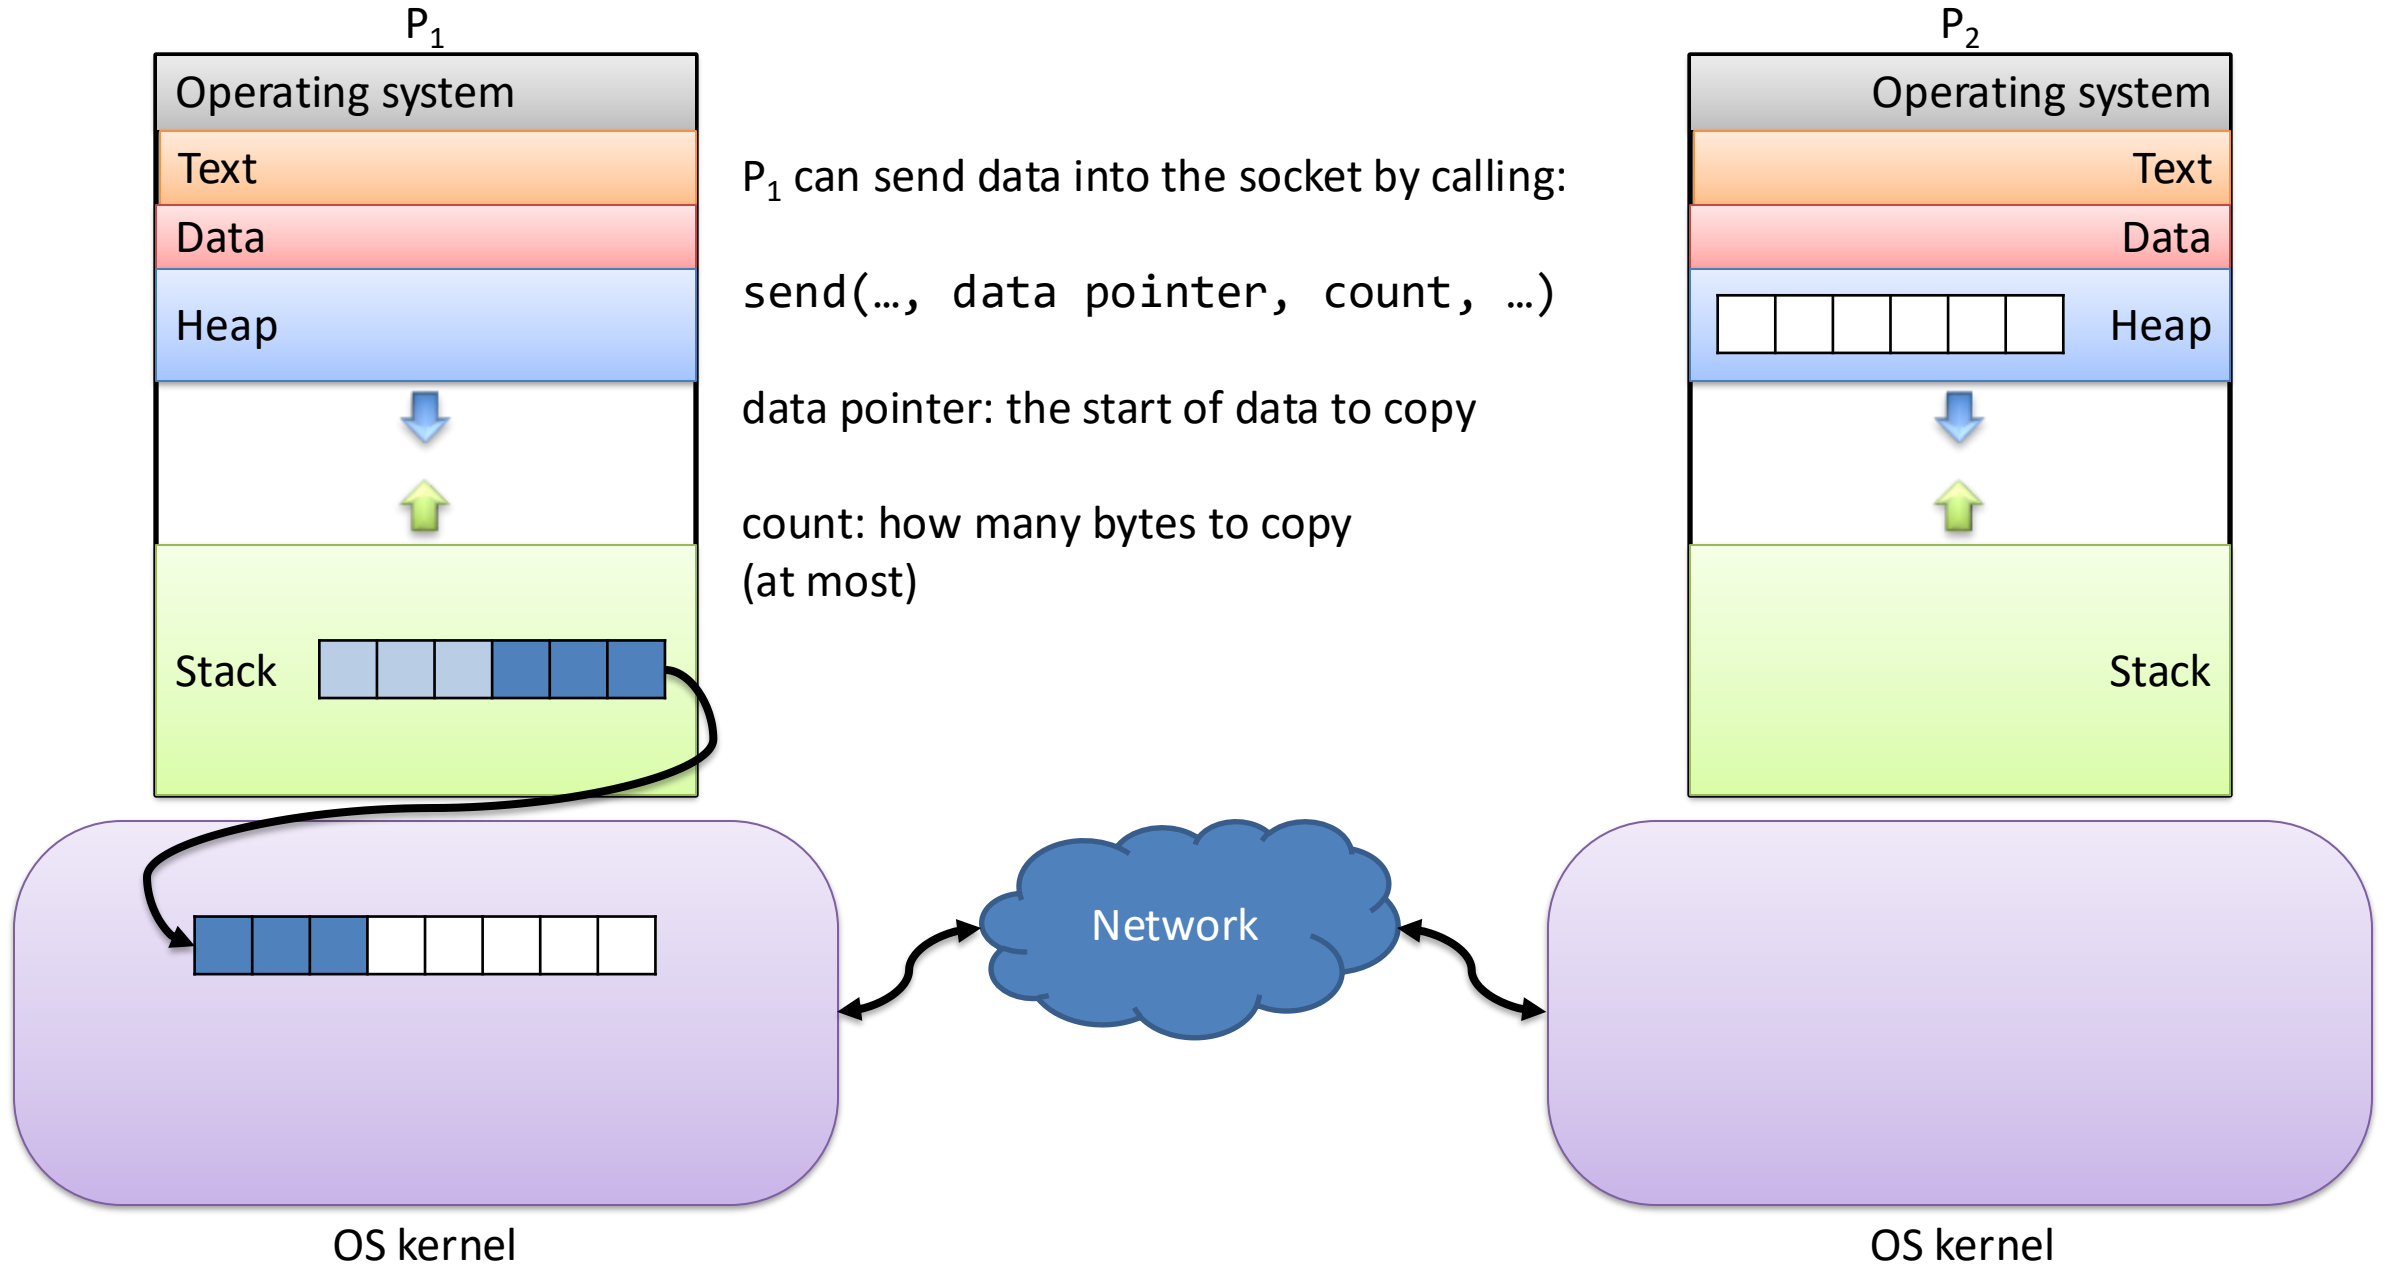 P1
Operating system
Text
Data
Heap
Stack
OS kernel
P1 can send data into the socket by calling:
send(…, data pointer, count, …)
data pointer: the start of data to copy
count: how many bytes to copy
(at most)
Network
P2
Operating system
Text
Data
Heap
Stack
OS kernel